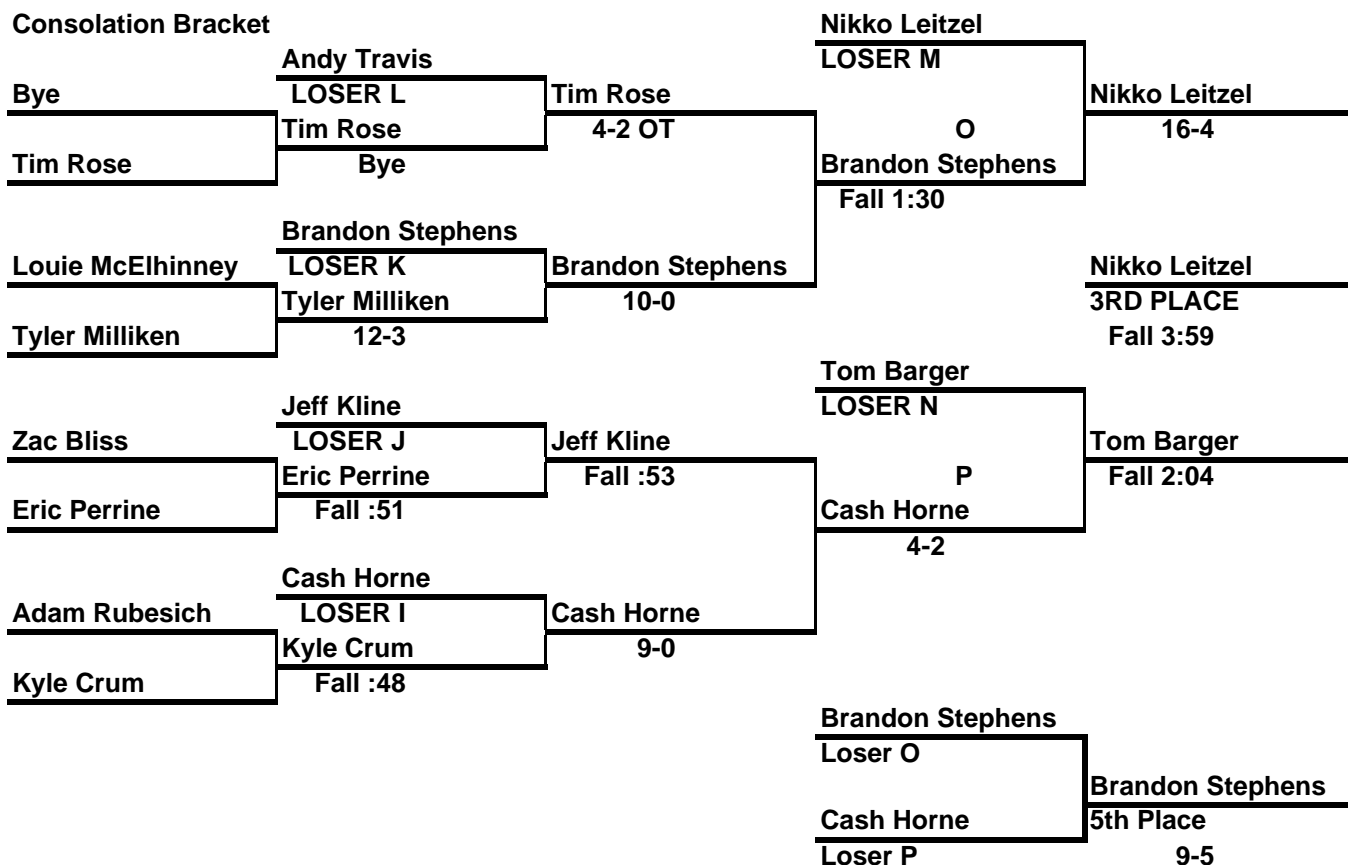 Consolation Bracket
Nikko Leitzel
Andy Travis
LOSER M
Bye
LOSER L
Tim Rose
Nikko Leitzel
Tim Rose
4-2 OT
O
16-4
Tim Rose
Bye
Brandon Stephens
Fall 1:30
Brandon Stephens
Louie McElhinney
LOSER K
Brandon Stephens
Nikko Leitzel
Tyler Milliken
10-0
3RD PLACE
Tyler Milliken
12-3
Fall 3:59
Tom Barger
Jeff Kline
LOSER N
Zac Bliss
LOSER J
Jeff Kline
Tom Barger
Eric Perrine
Fall :53
P
Fall 2:04
Eric Perrine
Fall :51
Cash Horne
4-2
Cash Horne
Adam Rubesich
LOSER I
Cash Horne
Kyle Crum
9-0
Kyle Crum
Fall :48
Brandon Stephens
Loser O
Brandon Stephens
Cash Horne
5th Place
Loser P
9-5